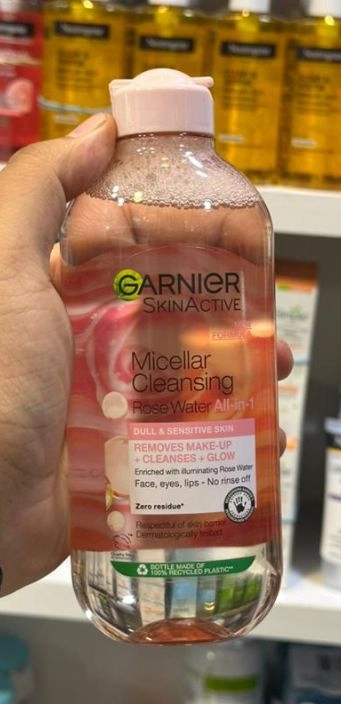 Neutrogena
Neutrogena
Neutrogena
GARNIER
SKINACTIVE
Micellar
Cleansing
Rose Water All-in-1
DULL & SENSITIVE SKIN
REMOVES MAKE-UP
+ CLEANSES + GLOW
Enriched with illuminating Rose Water
Face, eyes, lips - No rinse off
Zero residue*
Respectful of skin barrier
Dermatologically tested
BOTTLE MADE OF
100% RECYCLED PLASTIC**